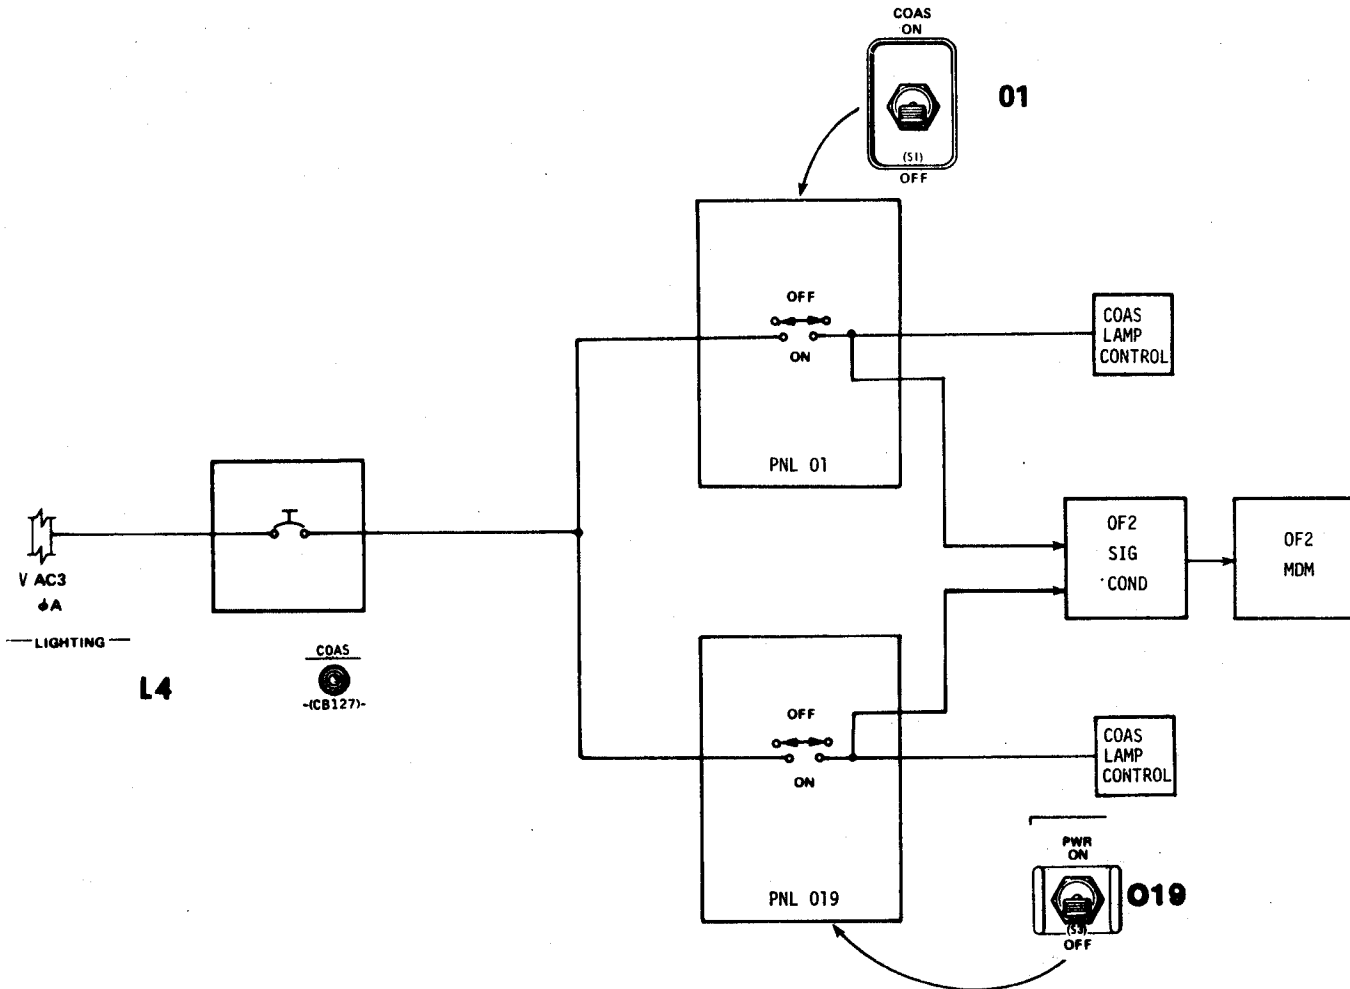 COAS
ON
(S1)
OFF
01
OFF
ON
PNL 01
COAS
LAMP
CONTROL
V AC3
ϕA
LIGHTING
L4
COAS
-(CB127)-
OF2
SIG
COND
OF2
MDM
OFF
ON
PNL 019
COAS
LAMP
CONTROL
PWR
ON
(S3)
OFF
019